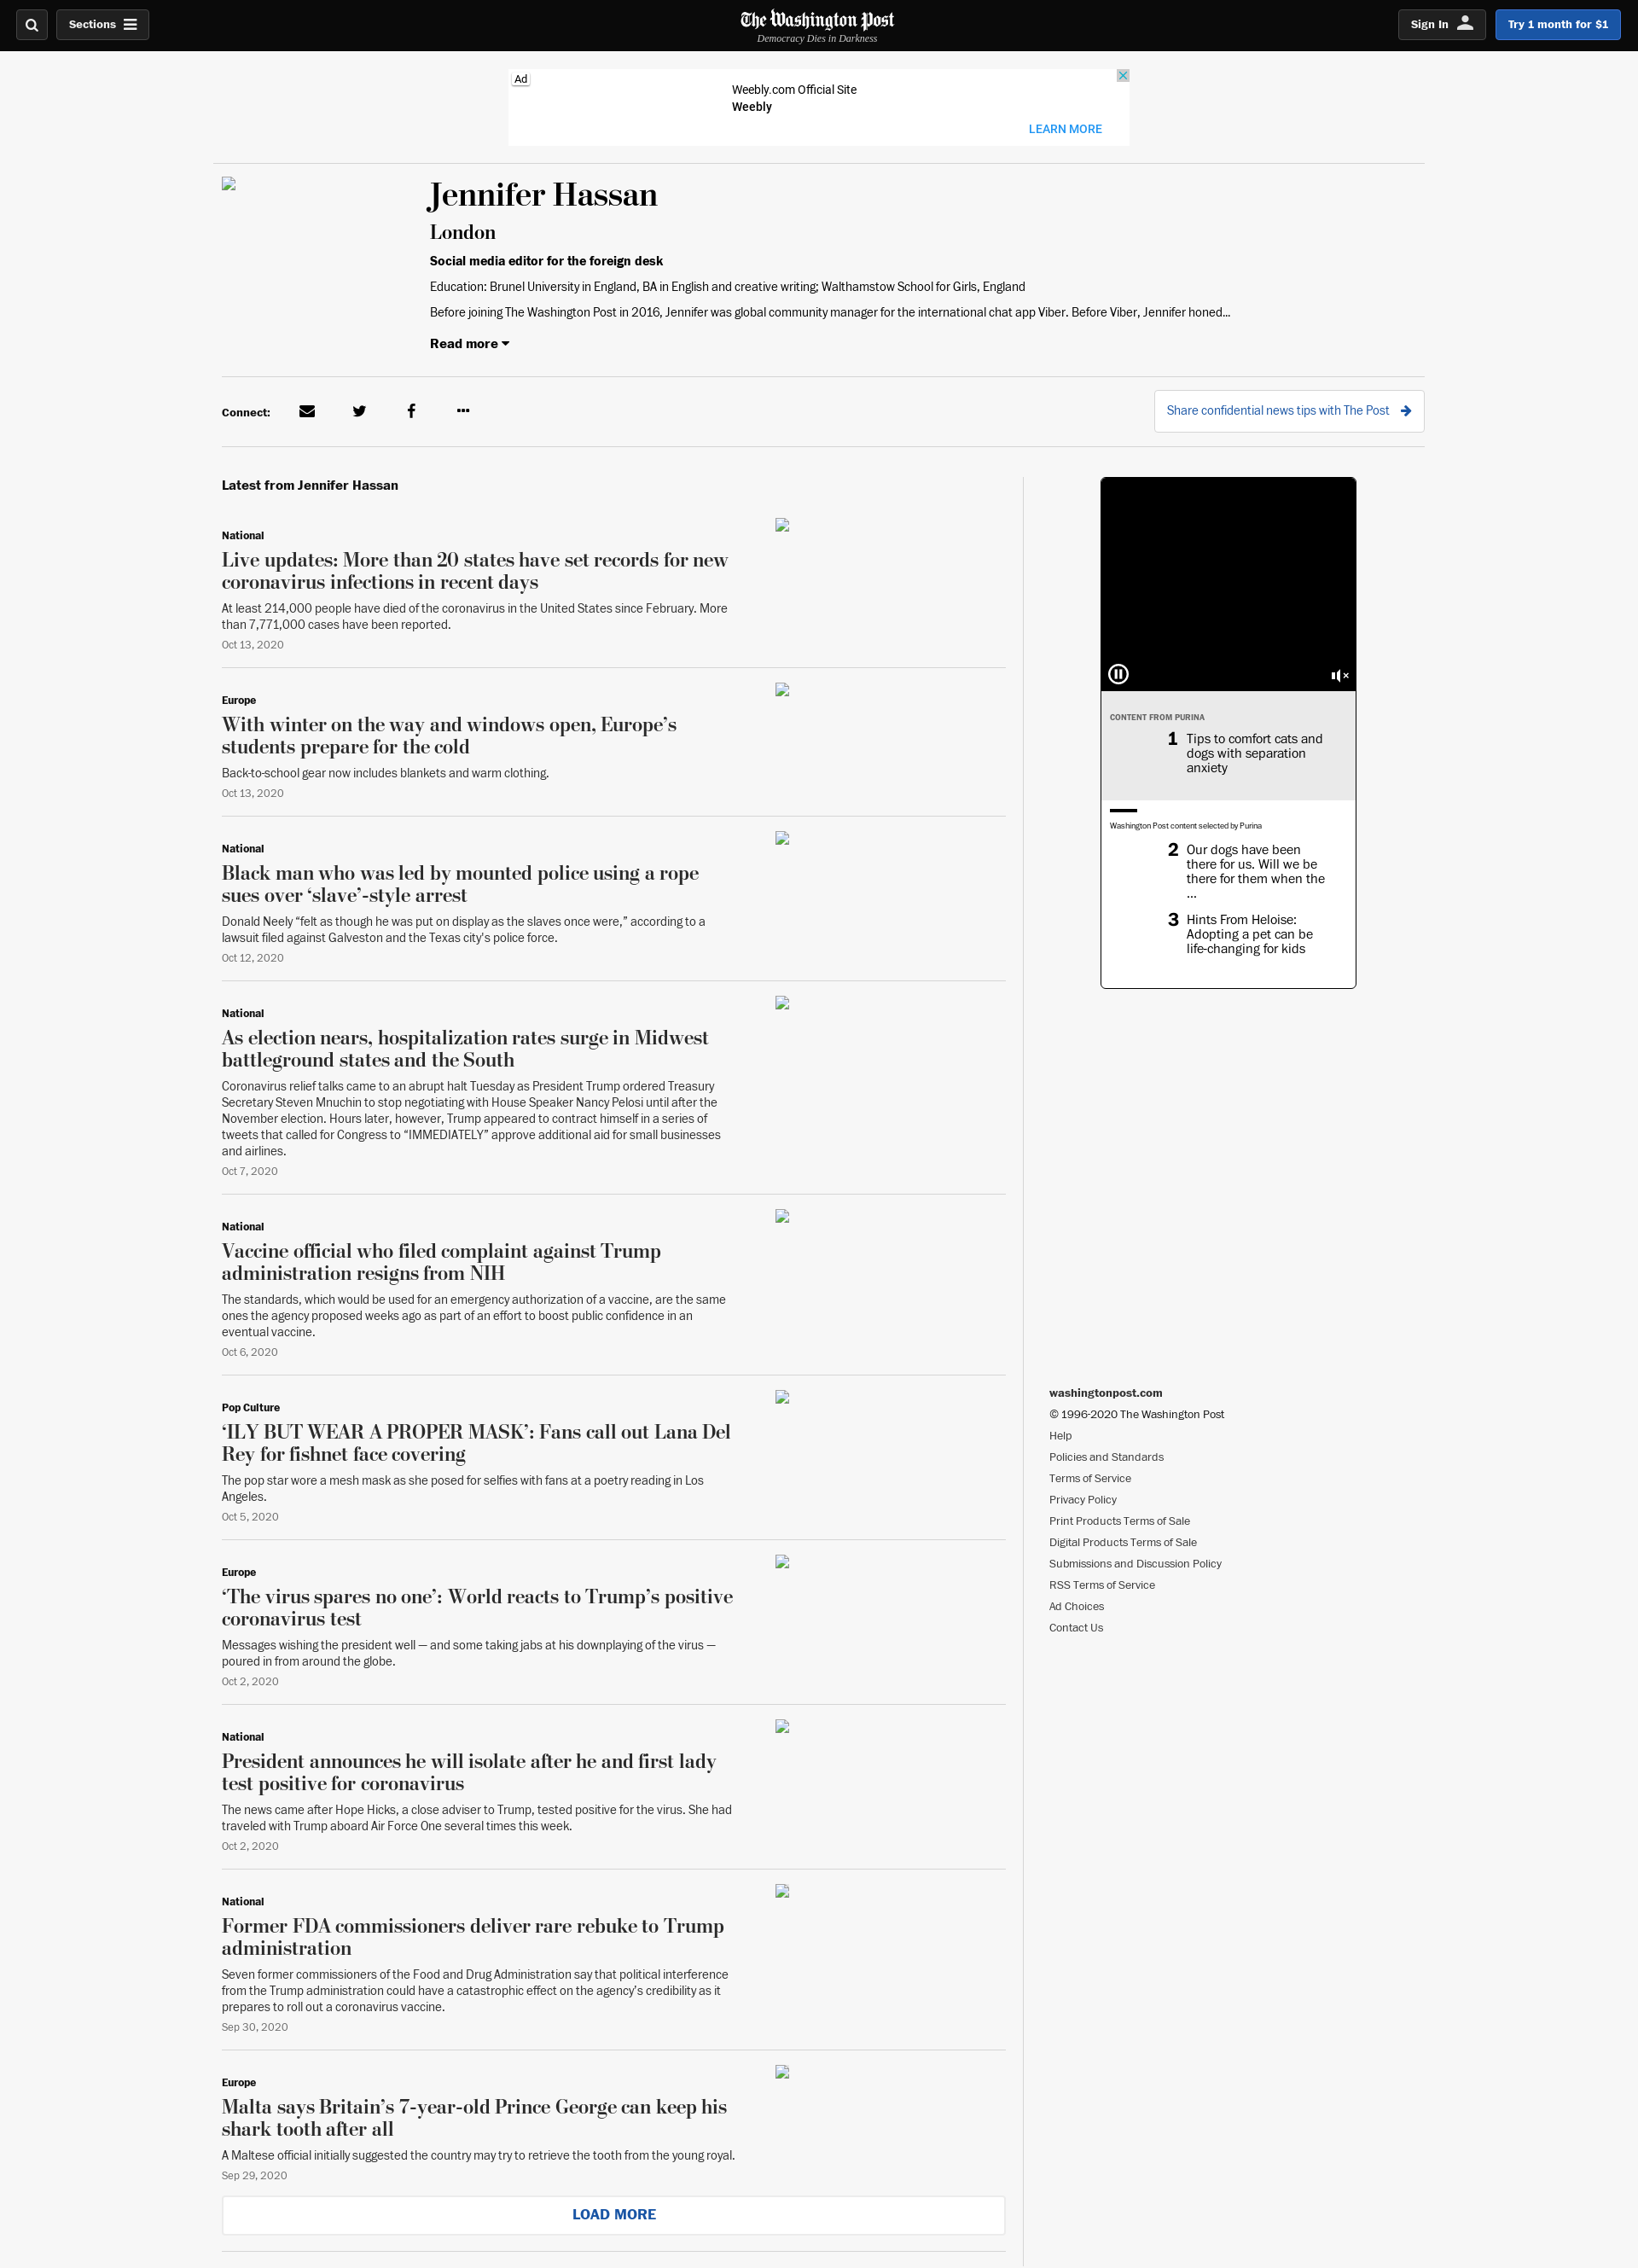 Sections
The Washington Post
Democracy Dies in Darkness
Sign In
Try 1 month for $1
Ad
Weebly.com Official Site
Weebly
LEARN MORE
Jennifer Hassan
London
Social media editor for the foreign desk
Education: Brunel University in England, BA in English and creative writing; Walthamstow School for Girls, England
Before joining The Washington Post in 2016, Jennifer was global community manager for the international chat app Viber. Before Viber, Jennifer honed...
Read more
Connect:
Share confidential news tips with The Post
Latest from Jennifer Hassan
National
Live updates: More than 20 states have set records for new
coronavirus infections in recent days
At least 214,000 people have died of the coronavirus in the United States since February. More
than 7,771,000 cases have been reported.
Oct 13, 2020
Europe
With winter on the way and windows open, Europe’s
students prepare for the cold
Back-to-school gear now includes blankets and warm clothing.
Oct 13, 2020
National
Black man who was led by mounted police using a rope
sues over ‘slave’-style arrest
Donald Neely “felt as though he was put on display as the slaves once were,” according to a
lawsuit filed against Galveston and the Texas city's police force.
Oct 12, 2020
National
As election nears, hospitalization rates surge in Midwest
battleground states and the South
Coronavirus relief talks came to an abrupt halt Tuesday as President Trump ordered Treasury
Secretary Steven Mnuchin to stop negotiating with House Speaker Nancy Pelosi until after the
November election. Hours later, however, Trump appeared to contract himself in a series of
tweets that called for Congress to “IMMEDIATELY” approve additional aid for small businesses
and airlines.
Oct 7, 2020
National
Vaccine official who filed complaint against Trump
administration resigns from NIH
The standards, which would be used for an emergency authorization of a vaccine, are the same
ones the agency proposed weeks ago as part of an effort to boost public confidence in an
eventual vaccine.
Oct 6, 2020
Pop Culture
‘ILY BUT WEAR A PROPER MASK’: Fans call out Lana Del
Rey for fishnet face covering
The pop star wore a mesh mask as she posed for selfies with fans at a poetry reading in Los
Angeles.
Oct 5, 2020
Europe
‘The virus spares no one’: World reacts to Trump’s positive
coronavirus test
Messages wishing the president well — and some taking jabs at his downplaying of the virus —
poured in from around the globe.
Oct 2, 2020
National
President announces he will isolate after he and first lady
test positive for coronavirus
The news came after Hope Hicks, a close adviser to Trump, tested positive for the virus. She had
traveled with Trump aboard Air Force One several times this week.
Oct 2, 2020
National
Former FDA commissioners deliver rare rebuke to Trump
administration
Seven former commissioners of the Food and Drug Administration say that political interference
from the Trump administration could have a catastrophic effect on the agency’s credibility as it
prepares to roll out a coronavirus vaccine.
Sep 30, 2020
Europe
Malta says Britain’s 7-year-old Prince George can keep his
shark tooth after all
A Maltese official initially suggested the country may try to retrieve the tooth from the young royal.
Sep 29, 2020
LOAD MORE
CONTENT FROM PURINA
1 Tips to comfort cats and
dogs with separation
anxiety
Washington Post content selected by Purina
2 Our dogs have been
there for us. Will we be
there for them when the
...
3 Hints From Heloise:
Adopting a pet can be
life-changing for kids
washingtonpost.com
© 1996-2020 The Washington Post
Help
Policies and Standards
Terms of Service
Privacy Policy
Print Products Terms of Sale
Digital Products Terms of Sale
Submissions and Discussion Policy
RSS Terms of Service
Ad Choices
Contact Us